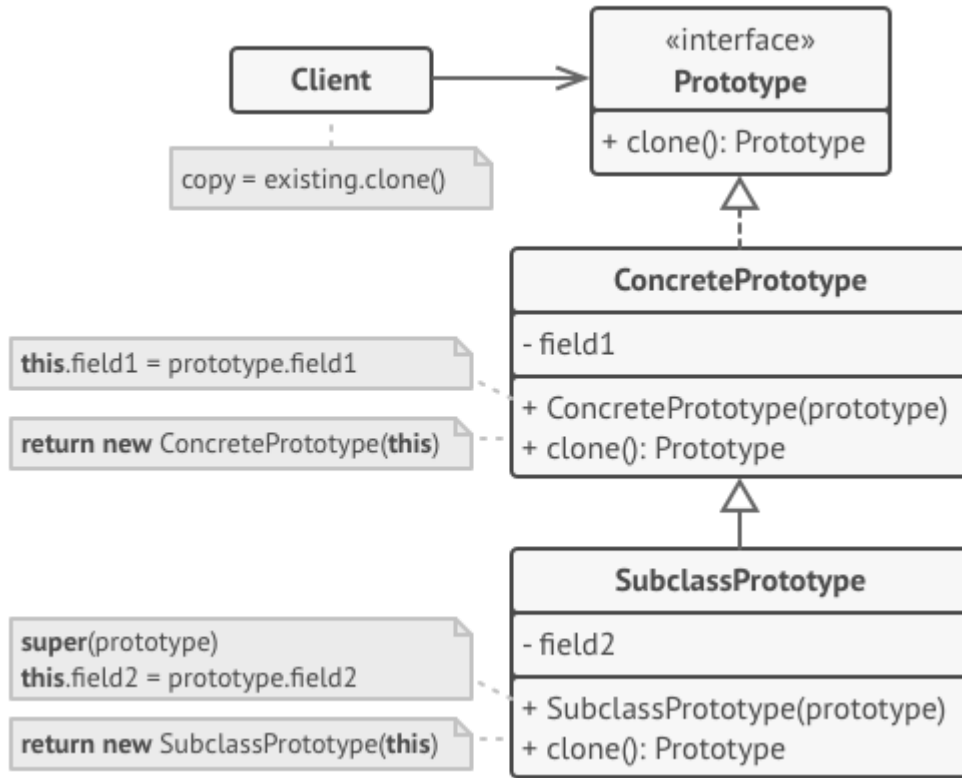 Client
«interface»
Prototype
+ clone(): Prototype
copy = existing.clone()
ConcretePrototype
- field1
this.field1 = prototype.field1
+ ConcretePrototype(prototype)
return new ConcretePrototype(this)
+ clone(): Prototype
SubclassPrototype
- field2
super(prototype)
this.field2 = prototype.field2
+ SubclassPrototype(prototype)
return new SubclassPrototype(this)
+ clone(): Prototype